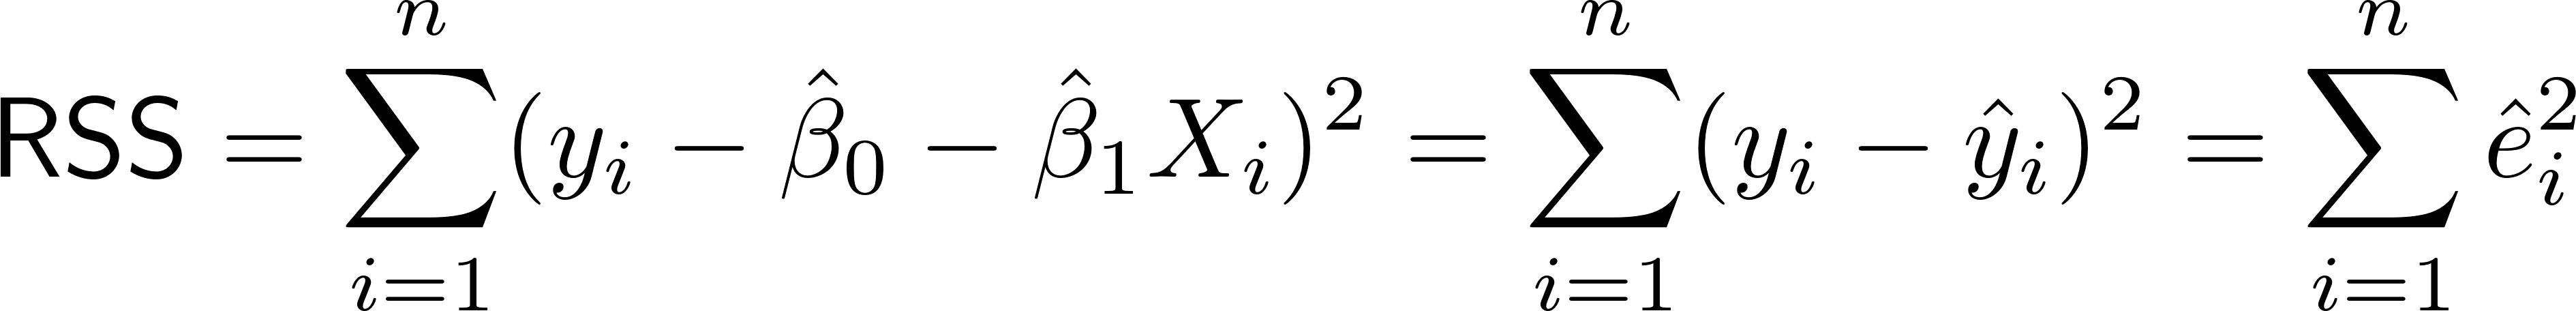 RSS = \sum_{i=1}^{n} (y_i - \hat{\beta}_0 - \hat{\beta}_1 X_i)^2 = \sum_{i=1}^{n} (y_i - \hat{y}_i)^2 = \sum_{i=1}^{n} \hat{e}_i^2